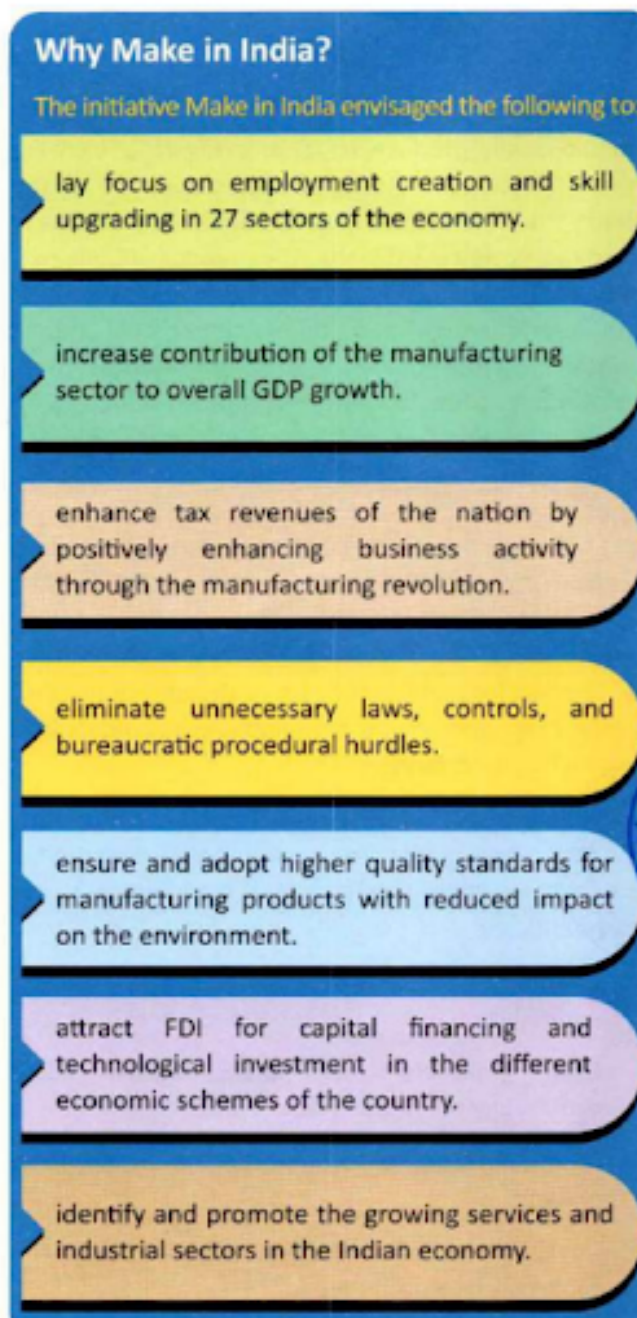 Why Make in India?
The initiative Make in India envisaged the following to:
lay focus on employment creation and skill
upgrading in 27 sectors of the economy.
increase contribution of the manufacturing
sector to overall GDP growth.
enhance tax revenues of the nation by
positively enhancing business activity
through the manufacturing revolution.
eliminate unnecessary laws, controls, and
bureaucratic procedural hurdles.
ensure and adopt higher quality standards for
manufacturing products with reduced impact
on the environment.
attract FDI for capital financing and
technological investment in the different
economic schemes of the country.
identify and promote the growing services and
industrial sectors in the Indian economy.